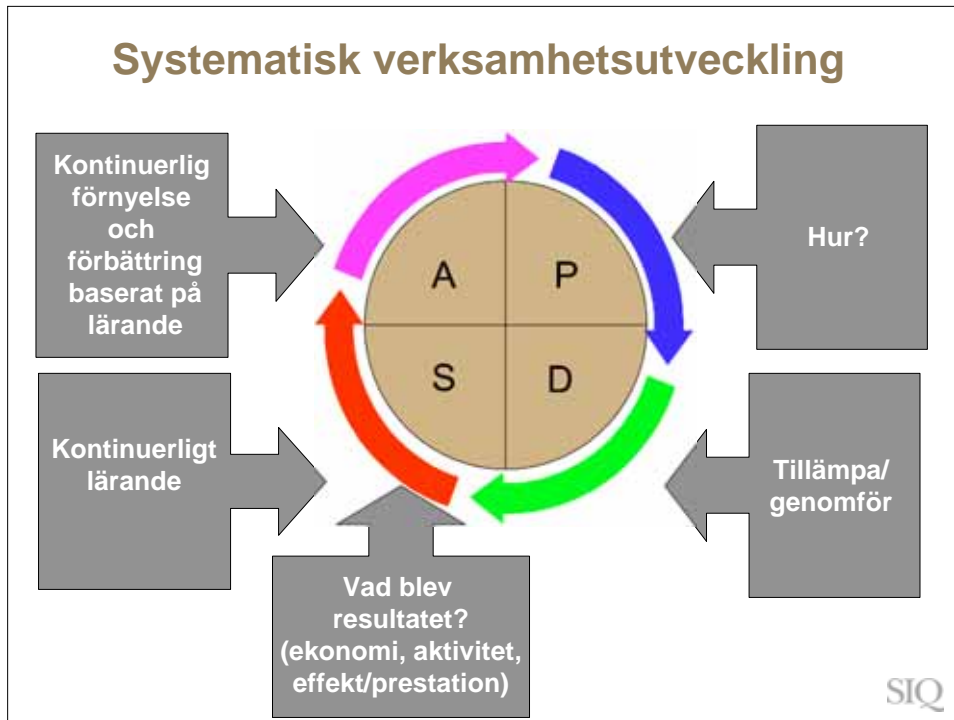 Systematisk verksamhetsutveckling
Kontinuerlig
förnyelse
och
förbättring
baserat på
lärande
Hur?
A
P
S
D
Kontinuerligt
lärande
Tillämpa/
genomför
Vad blev
resultatet?
(ekonomi, aktivitet,
effekt/prestation)
SIQ